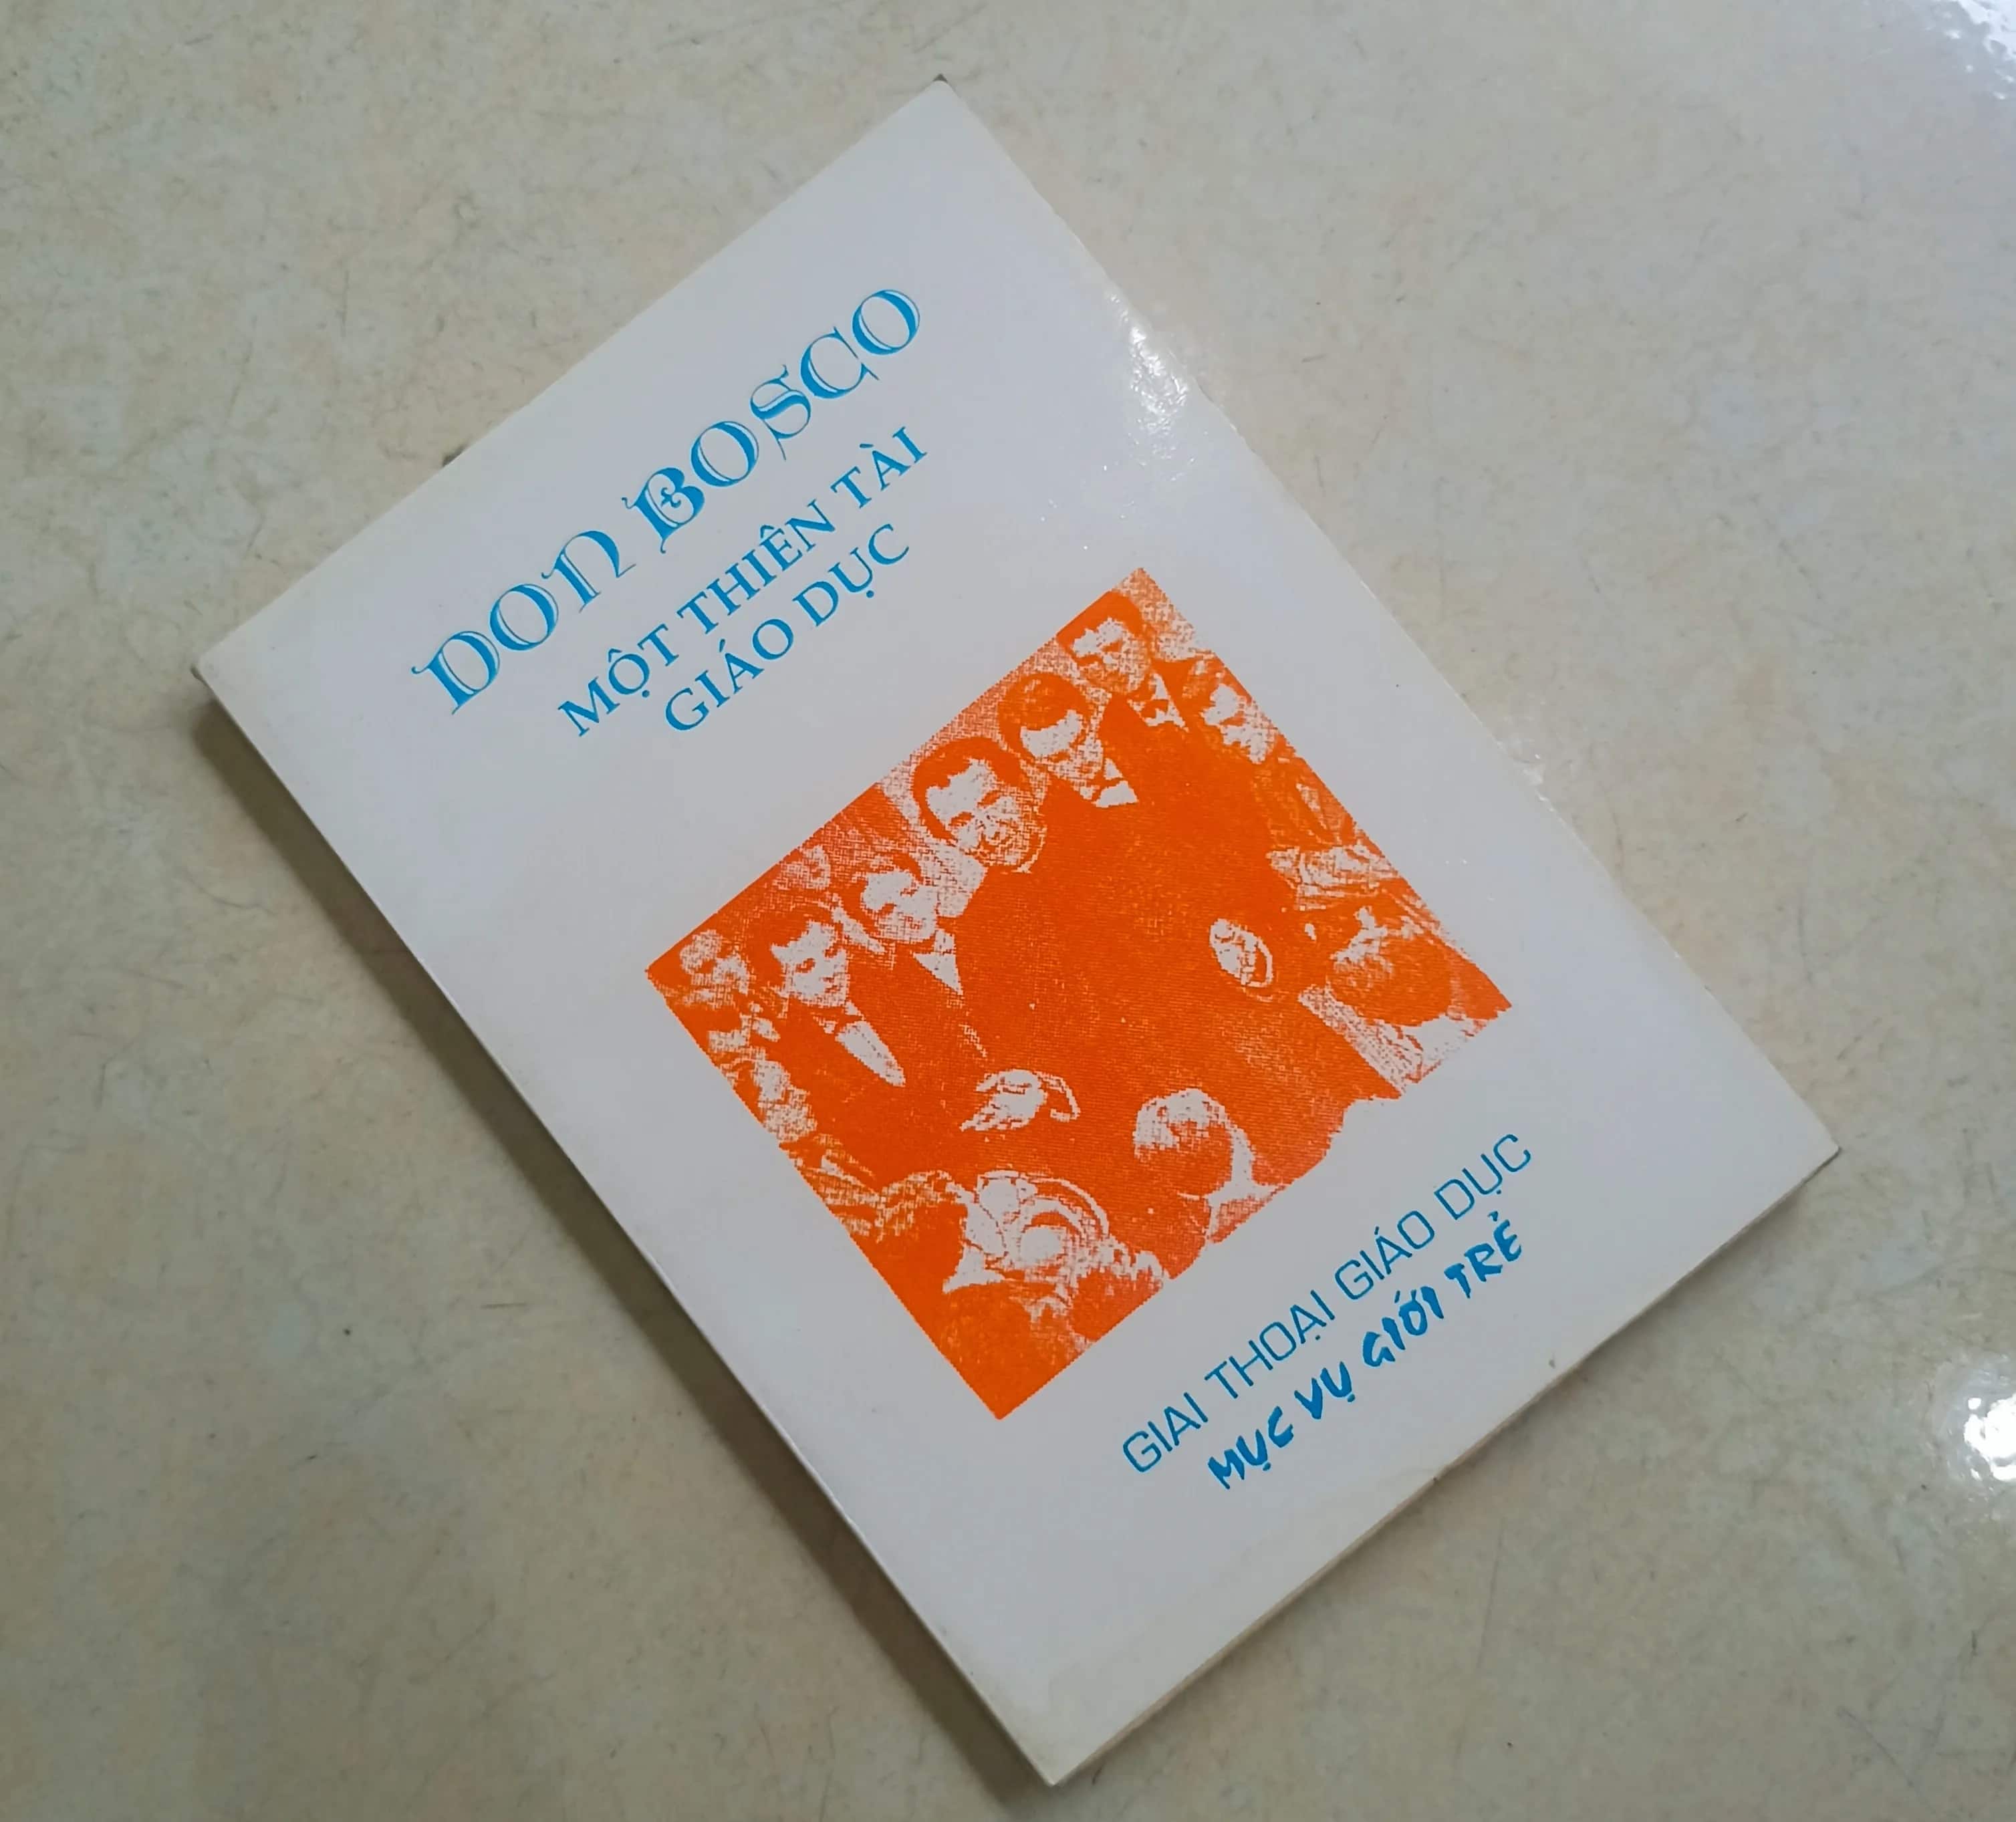 DON BOSCO
MỘT THIÊN TÀI
GIÁO DỤC
GIAI THOẠI GIÁO DỤC
MỤC VỤ GIỚI TRẺ